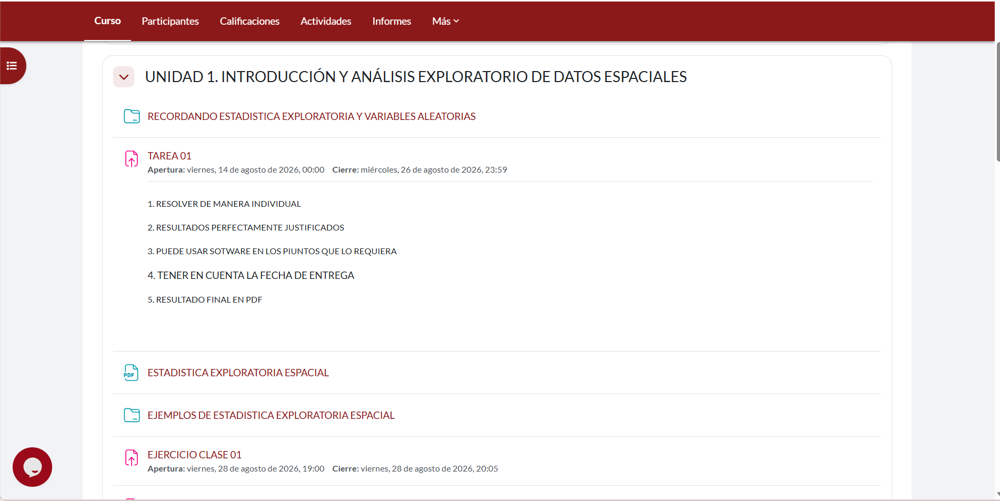 Curso Participantes Calificaciones Actividades Informes Más
UNIDAD 1. INTRODUCCIÓN Y ANÁLISIS EXPLORATORIO DE DATOS ESPACIALES
RECORDANDO ESTADISTICA EXPLORATORIA Y VARIABLES ALEATORIAS
TAREA 01
Apertura: viernes, 14 de agosto de 2026, 00:00 Cierre: miércoles, 26 de agosto de 2026, 23:59
1. RESOLVER DE MANERA INDIVIDUAL
2. RESULTADOS PERFECTAMENTE JUSTIFICADOS
3. PUEDE USAR SOTWARE EN LOS PIUNTOS QUE LO REQUIERA
4. TENER EN CUENTA LA FECHA DE ENTREGA
5. RESULTADO FINAL EN PDF
PDF ESTADISTICA EXPLORATORIA ESPACIAL
EJEMPLOS DE ESTADISTICA EXPLORATORIA ESPACIAL
EJERCICIO CLASE 01
Apertura: viernes, 28 de agosto de 2026, 19:00 Cierre: viernes, 28 de agosto de 2026, 20:05